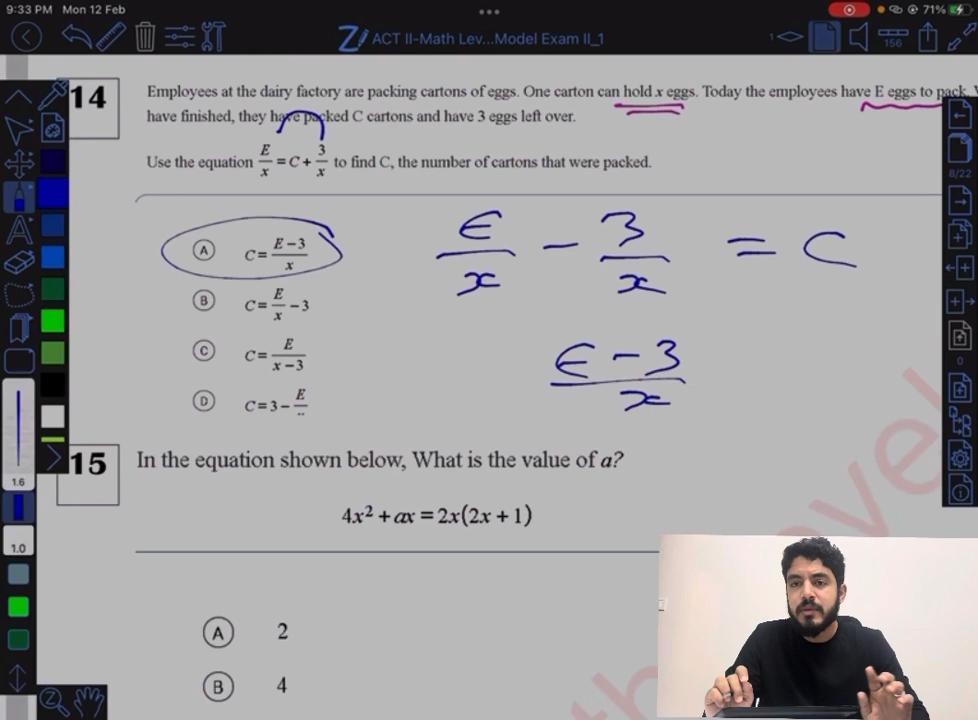 9:33 PM Mon 12 Feb
71%
ACT II-Math Lev...Model Exam II_1
1
156
14
Employees at the dairy factory are packing cartons of eggs. One carton can hold x eggs. Today the employees have E eggs to pack.
have finished, they have packed C cartons and have 3 eggs left over.
Use the equation E/x = C + 3/x to find C, the number of cartons that were packed.
A C = E − 3 / x
B C = E/x − 3
C C = E / x − 3
D C = 3 − E
E/x − 3/x = C
E − 3 / x
8/22
0
1.6
1.0
15
In the equation shown below, What is the value of a?
4x² + ax = 2x(2x + 1)
A 2
B 4